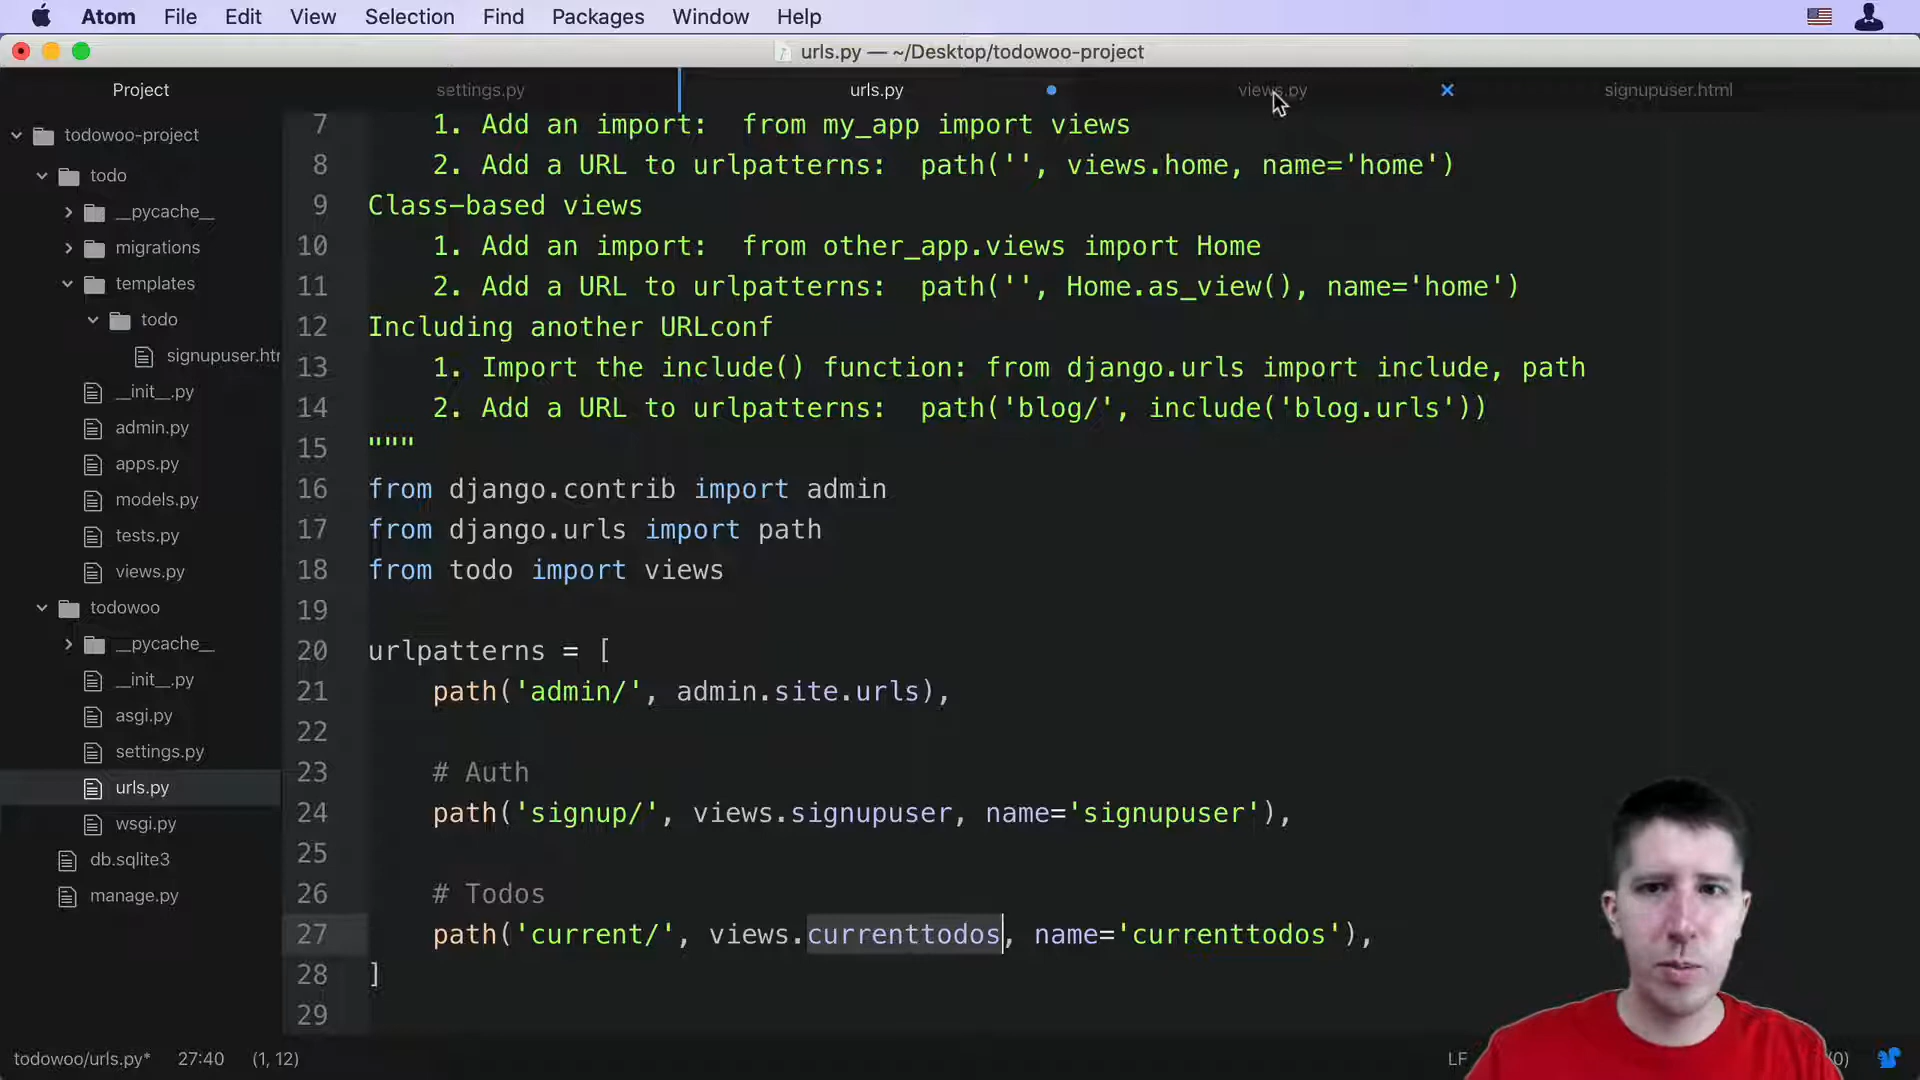 Atom File Edit View Selection Find Packages Window Help
urls.py — ~/Desktop/todowoo-project
Project
settings.py
urls.py
views.py
signupuser.html
todowoo-project
todo
__pycache__
migrations
templates
todo
signupuser.htm
__init__.py
admin.py
apps.py
models.py
tests.py
views.py
todowoo
__pycache__
__init__.py
asgi.py
settings.py
urls.py
wsgi.py
db.sqlite3
manage.py
7 1. Add an import: from my_app import views
8 2. Add a URL to urlpatterns: path('', views.home, name='home')
9 Class-based views
10 1. Add an import: from other_app.views import Home
11 2. Add a URL to urlpatterns: path('', Home.as_view(), name='home')
12 Including another URLconf
13 1. Import the include() function: from django.urls import include, path
14 2. Add a URL to urlpatterns: path('blog/', include('blog.urls'))
15 """
16 from django.contrib import admin
17 from django.urls import path
18 from todo import views
19
20 urlpatterns = [
21 path('admin/', admin.site.urls),
22
23 # Auth
24 path('signup/', views.signupuser, name='signupuser'),
25
26 # Todos
27 path('current/', views.currenttodos, name='currenttodos'),
28 ]
29
todowoo/urls.py* 27:40 (1, 12)
LF
(0)